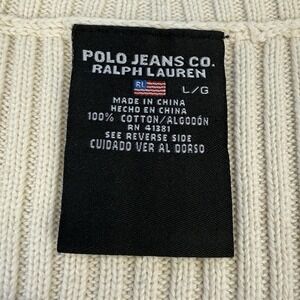 POLO JEANS CO.
RALPH LAUREN
RL L/G
MADE IN CHINA
HECHO EN CHINA
100% COTTON/ALGODÓN
RN 41381
SEE REVERSE SIDE
CUIDADO VER AL DORSO